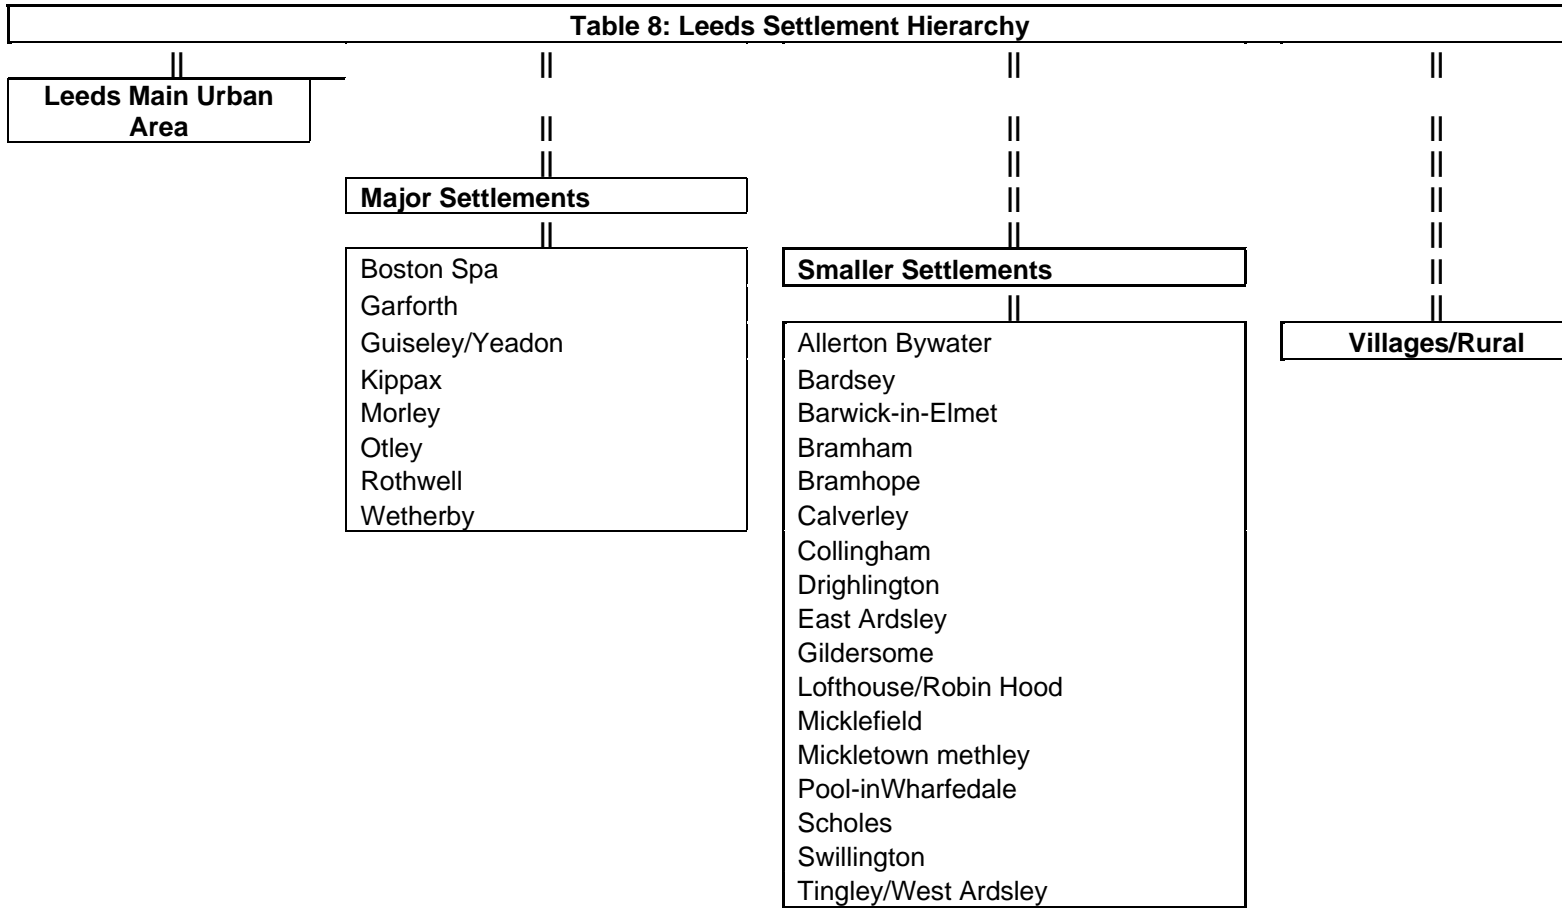 Table 8: Leeds Settlement Hierarchy
|| || || ||
Leeds Main Urban
Area
|| || ||
|| || ||
Major Settlements
|| ||
|| || ||
Boston Spa
Garforth
Guiseley/Yeadon
Kippax
Morley
Otley
Rothwell
Wetherby
Smaller Settlements
||
|| ||
Allerton Bywater
Bardsey
Barwick-in-Elmet
Bramham
Bramhope
Calverley
Collingham
Drighlington
East Ardsley
Gildersome
Lofthouse/Robin Hood
Micklefield
Mickletown methley
Pool-inWharfedale
Scholes
Swillington
Tingley/West Ardsley
Villages/Rural